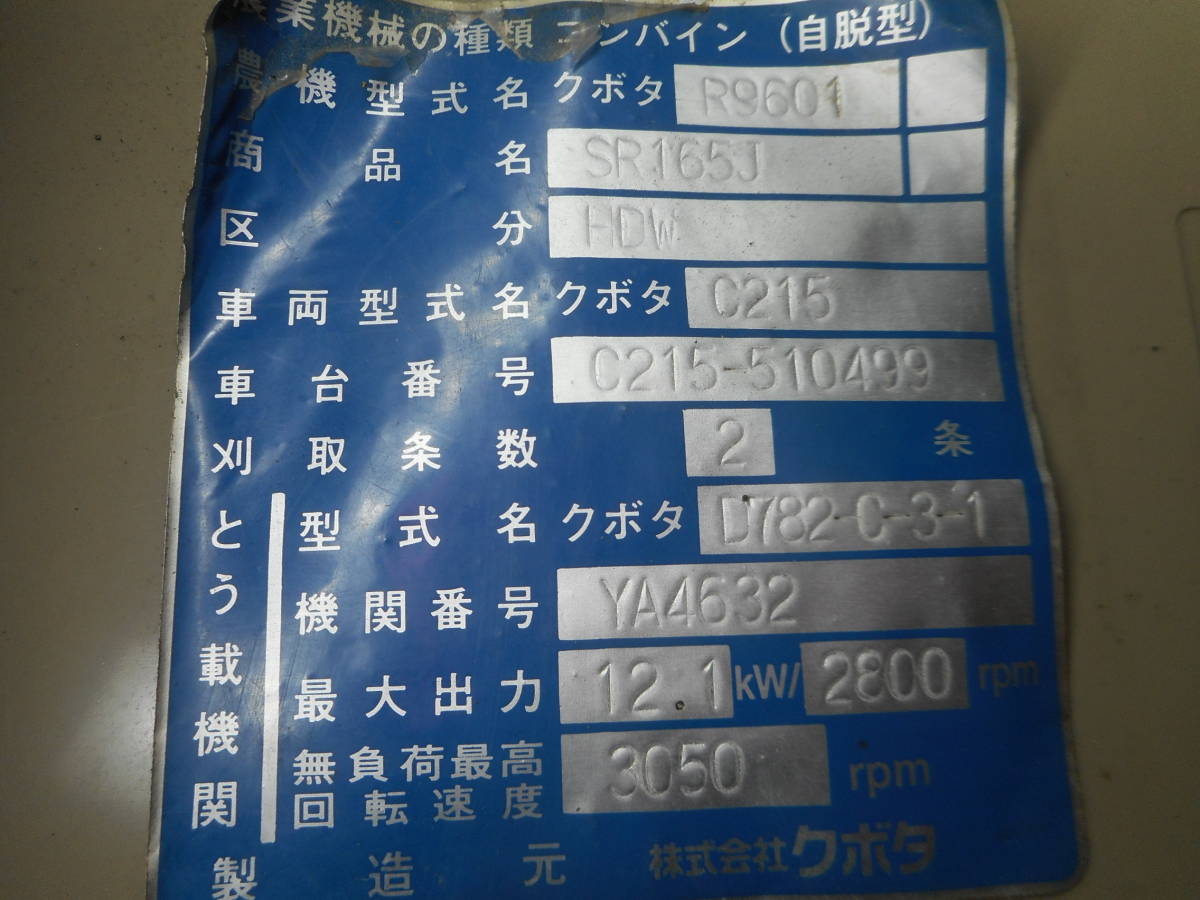 農業機械の種類 コンバイン (自脱型)
農機型式名 クボタ R9601
商品名 SR165J
区分 HDW
車両型式名 クボタ C215
車台番号 C215-510499
刈取条数 2 条
とう載機関
型式名 クボタ D782-C-3-1
機関番号 YA4632
最大出力 12.1 kW/ 2800 rpm
無負荷最高回転速度 3050 rpm
製造元 株式会社クボタ